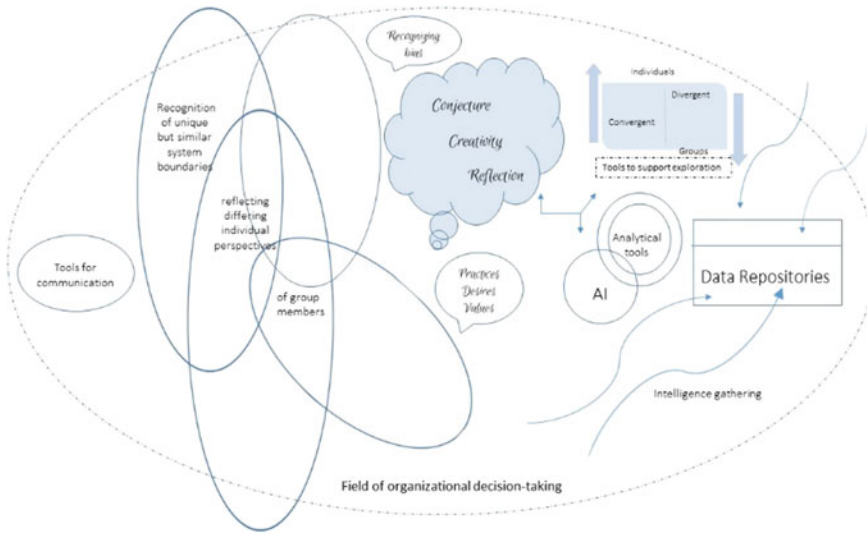 Recognizing
bias
Individuals
Divergent
Convergent
Groups
Tools to support exploration
Conjecture
Creativity
Reflection
Recognition
of unique
but similar
system
boundaries
reflecting
differing
individual
perspectives
of group
members
Tools for
communication
Practices
Desires
Values
Analytical
tools
AI
Data Repositories
Intelligence gathering
Field of organizational decision-taking